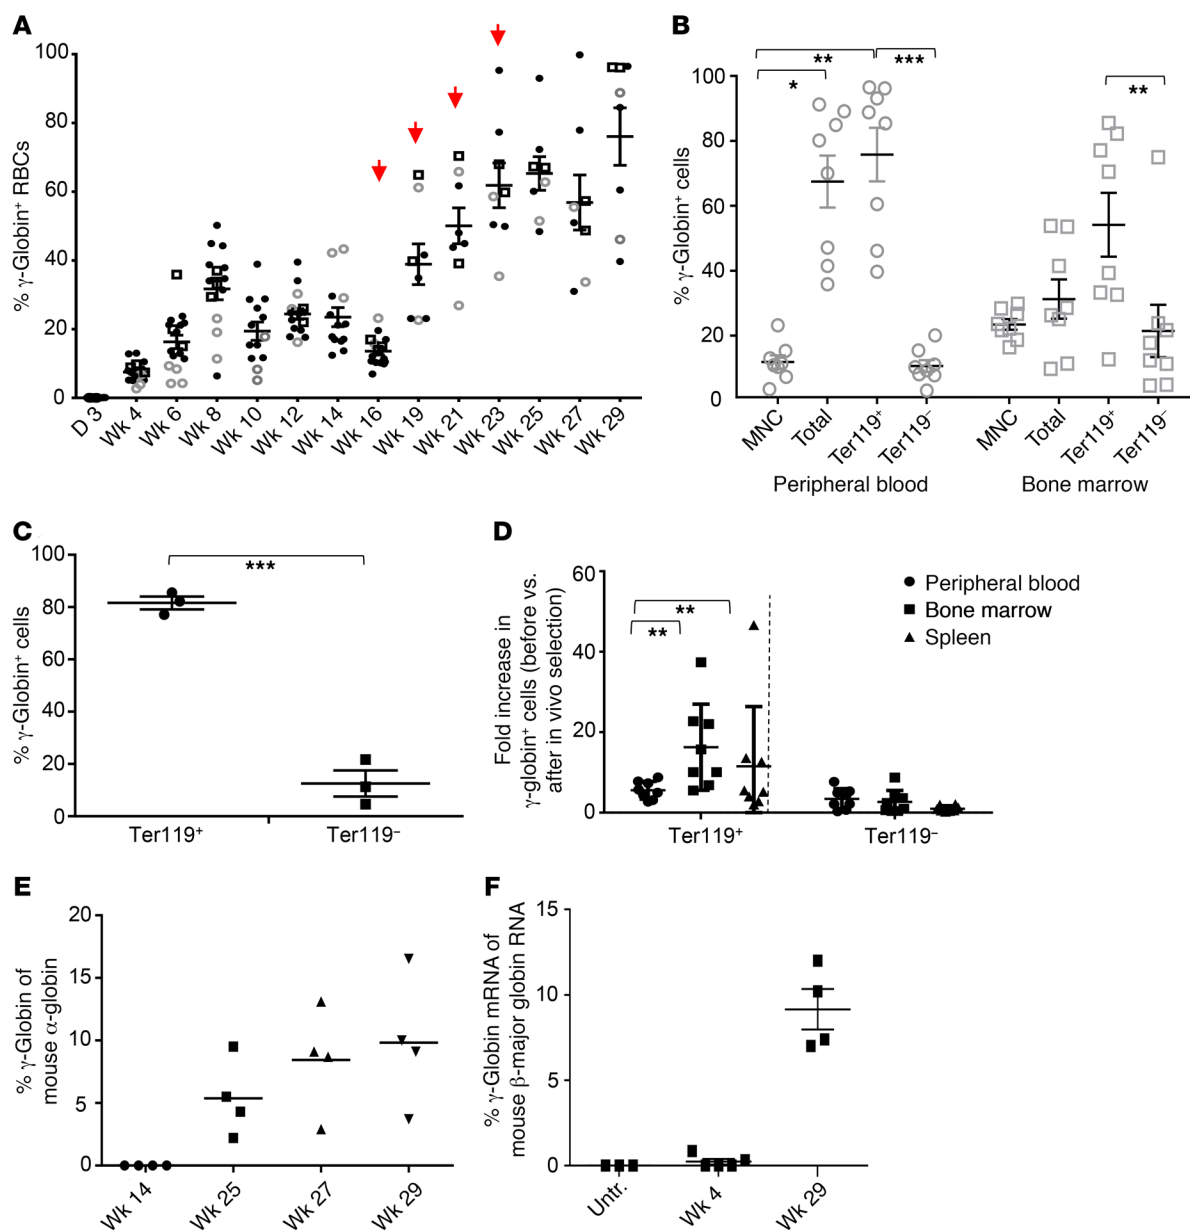 A
% γ-Globin⁺ RBCs
100
80
60
40
20
0
D 3
Wk 4
Wk 6
Wk 8
Wk 10
Wk 12
Wk 14
Wk 16
Wk 19
Wk 21
Wk 23
Wk 25
Wk 27
Wk 29
B
% γ-Globin⁺ cells
100
80
60
40
20
0
**
***
*
**
MNC
Total
Ter119⁺
Ter119⁻
MNC
Total
Ter119⁺
Ter119⁻
Peripheral blood
Bone marrow
C
% γ-Globin⁺ cells
100
80
60
40
20
0
***
Ter119⁺
Ter119⁻
D
Fold increase in
γ-globin⁺ cells (before vs.
after in vivo selection)
60
40
20
0
**
**
Peripheral blood
Bone marrow
Spleen
Ter119⁺
Ter119⁻
E
% γ-Globin of
mouse α-globin
20
15
10
5
0
Wk 14
Wk 25
Wk 27
Wk 29
F
% γ-Globin mRNA of
mouse β-major globin RNA
15
10
5
0
Untr.
Wk 4
Wk 29